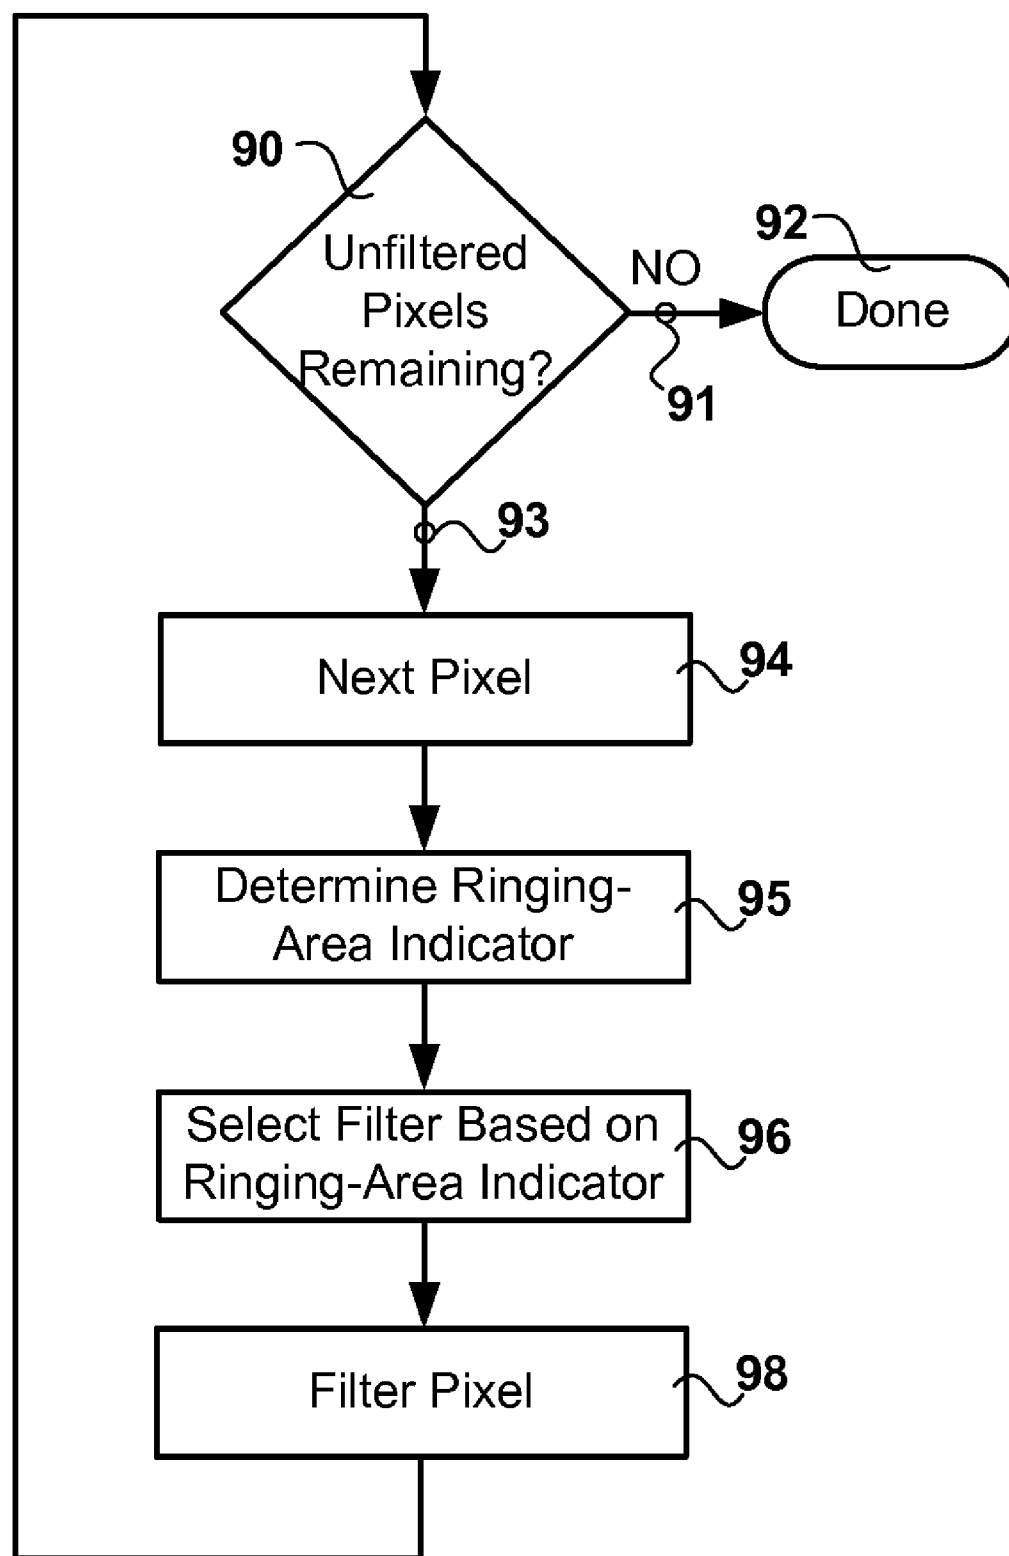 90
Unfiltered
Pixels
Remaining?
NO
91
92
Done
93
Next Pixel
94
Determine Ringing-
Area Indicator
95
Select Filter Based on
Ringing-Area Indicator
96
Filter Pixel
98